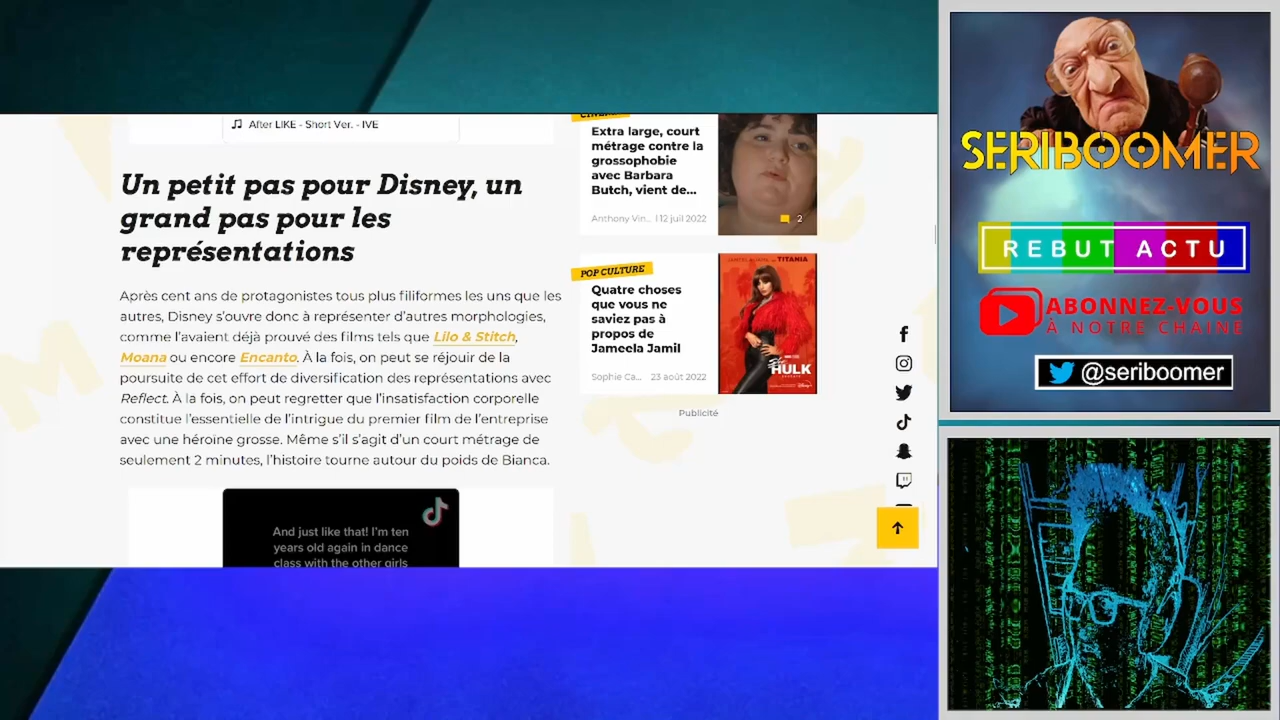 After LIKE - Short Ver. - IVE
Un petit pas pour Disney, un
grand pas pour les
représentations
Après cent ans de protagonistes tous plus filiformes les uns que les
autres, Disney s’ouvre donc à représenter d’autres morphologies,
comme l’avaient déjà prouvé des films tels que Lilo & Stitch,
Moana ou encore Encanto. À la fois, on peut se réjouir de la
poursuite de cet effort de diversification des représentations avec
Reflect. À la fois, on peut regretter que l’insatisfaction corporelle
constitue l’essentielle de l’intrigue du premier film de l’entreprise
avec une héroïne grosse. Même s’il s’agit d’un court métrage de
seulement 2 minutes, l’histoire tourne autour du poids de Bianca.
And just like that! I'm ten
years old again in dance
class with the other girls
Extra large, court
métrage contre la
grossophobie
avec Barbara
Butch, vient de...
Anthony Vin... | 12 juil 2022
2
POP CULTURE
Quatre choses
que vous ne
saviez pas à
propos de
Jameela Jamil
Sophie Ca... 23 août 2022
TITANIA
HULK
Publicité
SERIBOOMER
REBUT ACTU
ABONNEZ-VOUS
À NOTRE CHAINE
@seriboomer